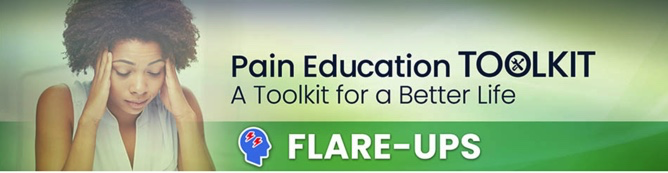 Pain Education TOOLKIT
A Toolkit for a Better Life
FLARE-UPS